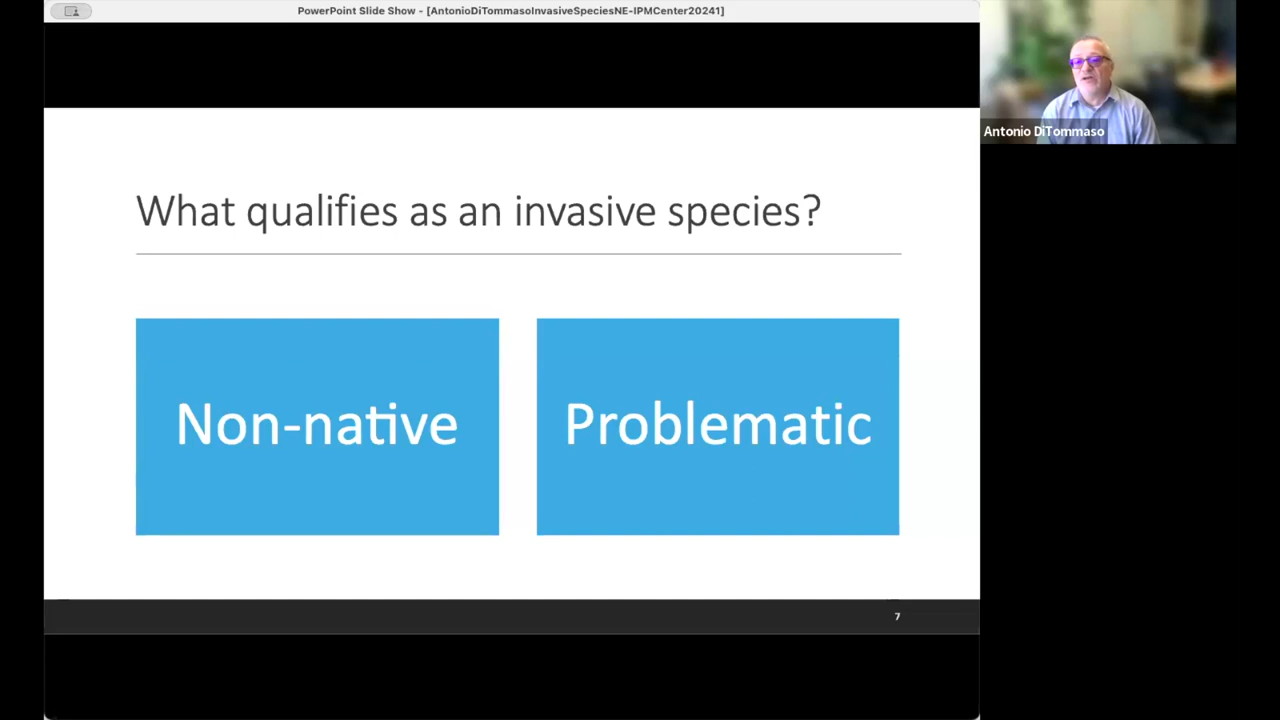 PowerPoint Slide Show - [AntonioDiTommasoInvasiveSpeciesNE-IPMCenter20241]
Antonio DiTommaso
What qualifies as an invasive species?
Non-native
Problematic
7